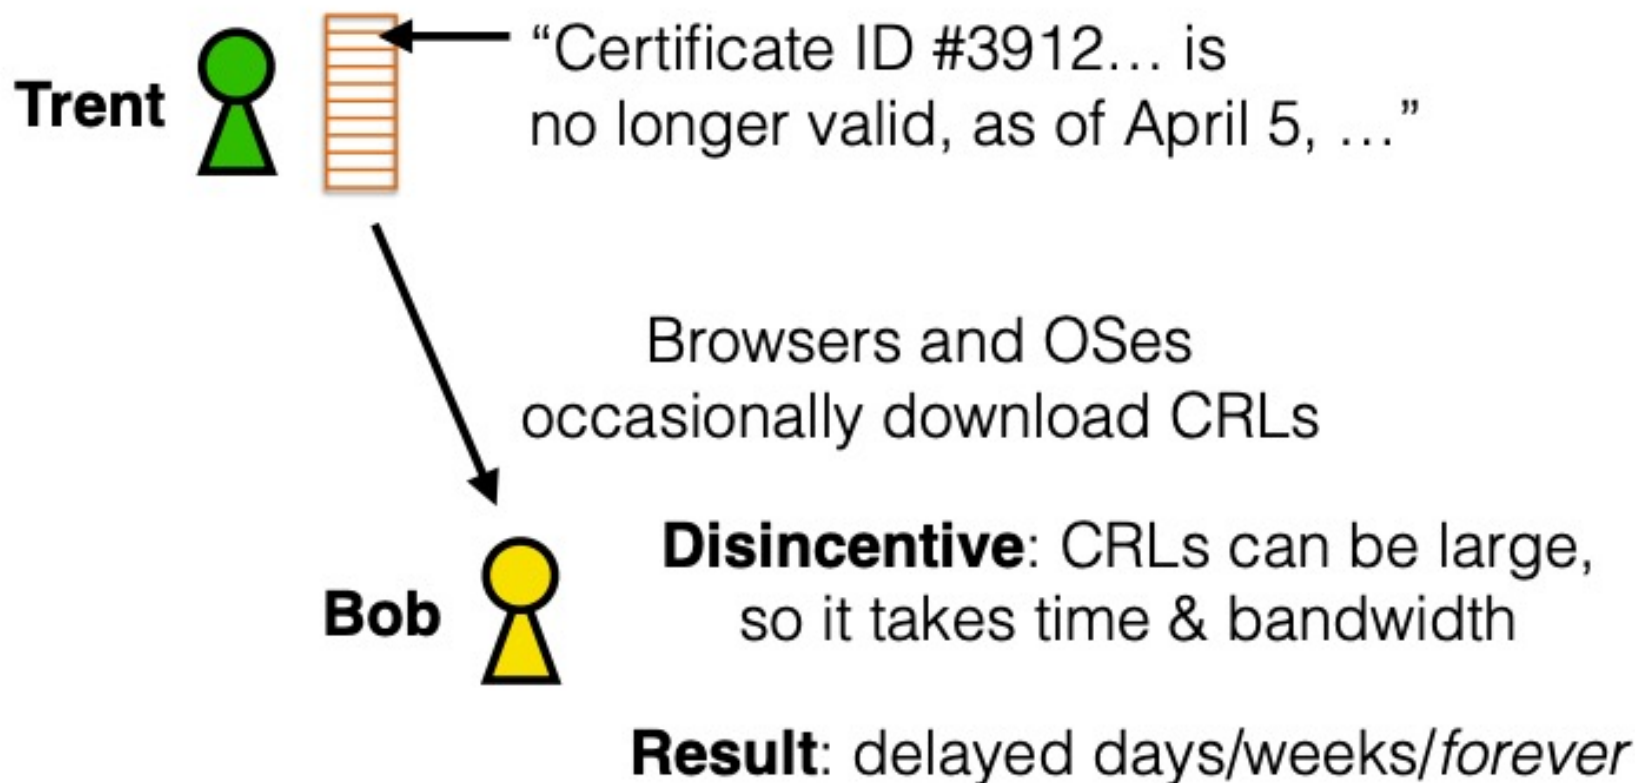 Trent
“Certificate ID #3912… is
no longer valid, as of April 5, …”
Browsers and OSes
occasionally download CRLs
Bob
Disincentive: CRLs can be large,
so it takes time & bandwidth
Result: delayed days/weeks/forever